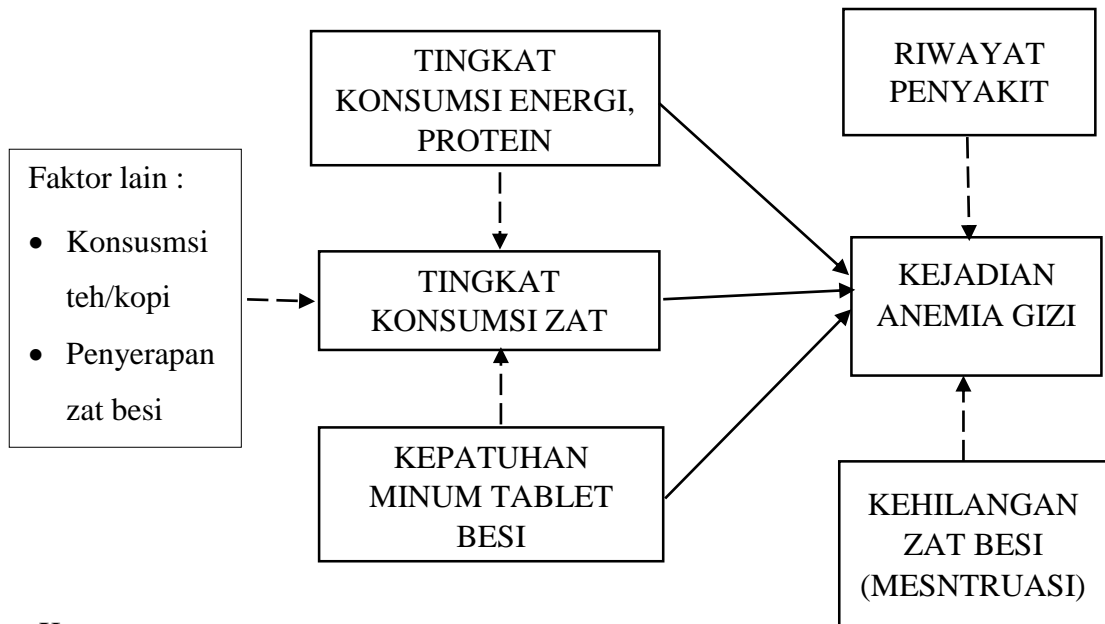 TINGKAT
KONSUMSI ENERGI,
PROTEIN
RIWAYAT
PENYAKIT
Faktor lain :
• Konsusmsi
teh/kopi
• Penyerapan
zat besi
TINGKAT
KONSUMSI ZAT
KEJADIAN
ANEMIA GIZI
KEPATUHAN
MINUM TABLET
BESI
KEHILANGAN
ZAT BESI
(MESNTRUASI)